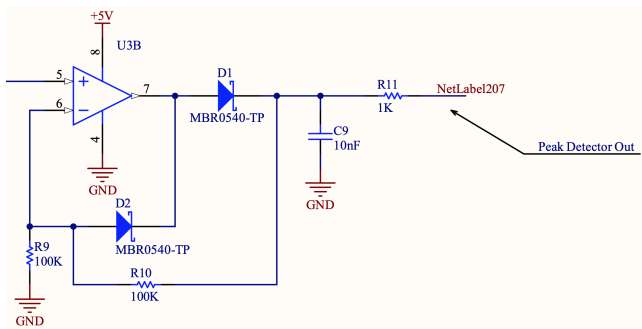 +5V
U3B
8
5
6
7
4
GND
D1
MBR0540-TP
R11
1K
NetLabel207
C9
10nF
GND
Peak Detector Out
D2
MBR0540-TP
R9
100K
R10
100K
GND